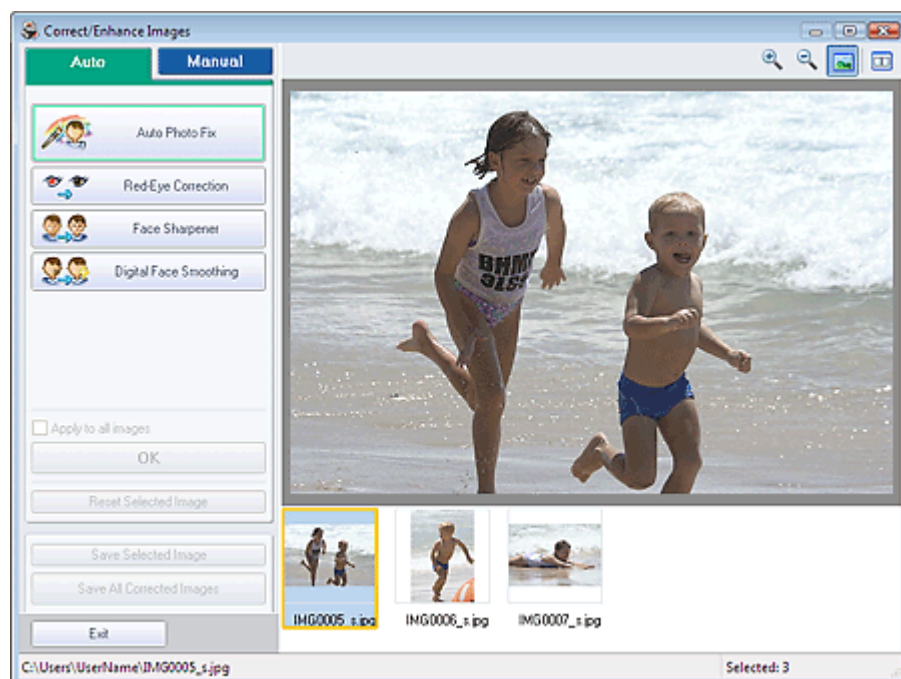 Correct/Enhance Images
Auto
Manual
Auto Photo Fix
Red-Eye Correction
Face Sharpener
Digital Face Smoothing
Apply to all images
OK
Reset Selected Image
Save Selected Image
Save All Corrected Images
Exit
IMG0005_s.jpg
IMG0006_s.jpg
IMG0007_s.jpg
C:\Users\UserName\IMG0005_s.jpg
Selected: 3